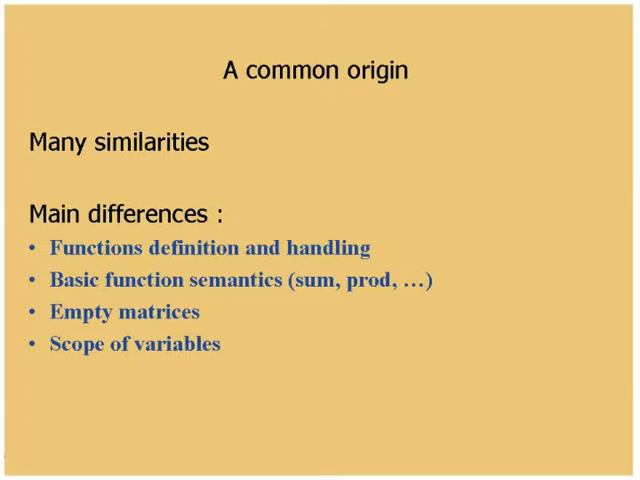 A common origin
Many similarities
Main differences :
• Functions definition and handling
• Basic function semantics (sum, prod, …)
• Empty matrices
• Scope of variables